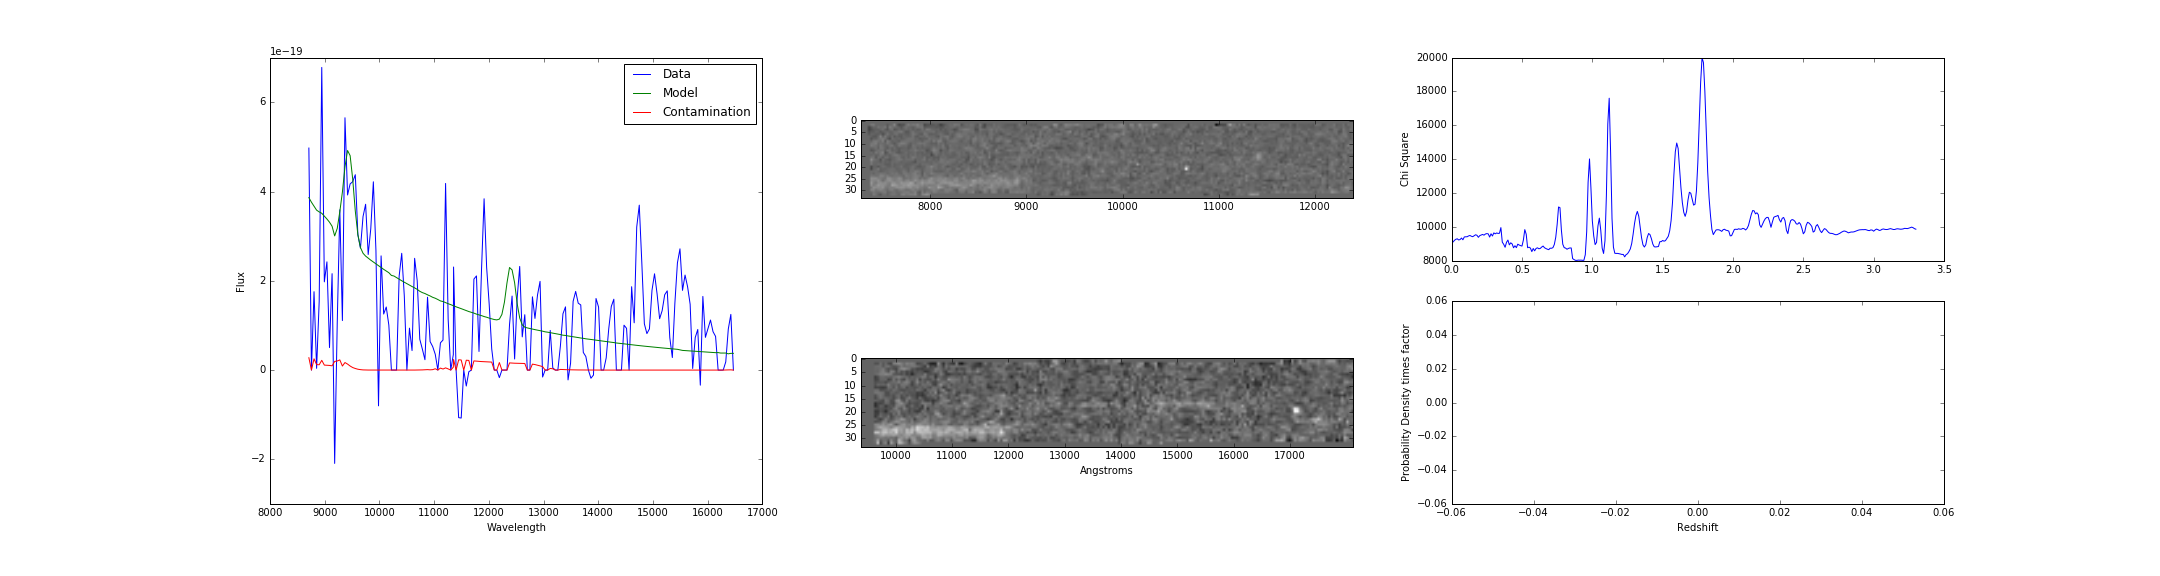 1e−19
6
4
2
0
−2
Flux
8000 9000 10000 11000 12000 13000 14000 15000 16000 17000
Wavelength
Data
Model
Contamination
0
5
10
15
20
25
30
8000 9000 10000 11000 12000
0
5
10
15
20
25
30
10000 11000 12000 13000 14000 15000 16000 17000
Angstroms
20000
18000
16000
14000
12000
10000
8000
Chi Square
0.0 0.5 1.0 1.5 2.0 2.5 3.0 3.5
0.06
0.04
0.02
0.00
−0.02
−0.04
−0.06
Probability Density times factor
−0.06 −0.04 −0.02 0.00 0.02 0.04 0.06
Redshift